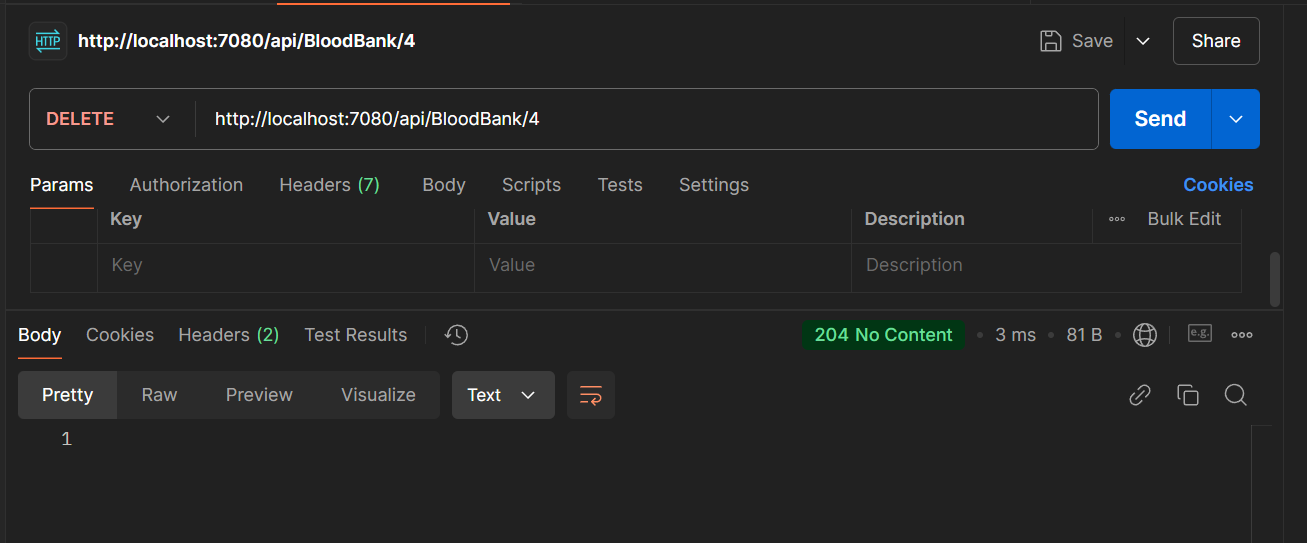 HTTP http://localhost:7080/api/BloodBank/4 Save Share
DELETE http://localhost:7080/api/BloodBank/4 Send
Params Authorization Headers (7) Body Scripts Tests Settings Cookies
Key Value Description Bulk Edit
Key Value Description
Body Cookies Headers (2) Test Results 204 No Content • 3 ms • 81 B • e.g.
Pretty Raw Preview Visualize Text
1